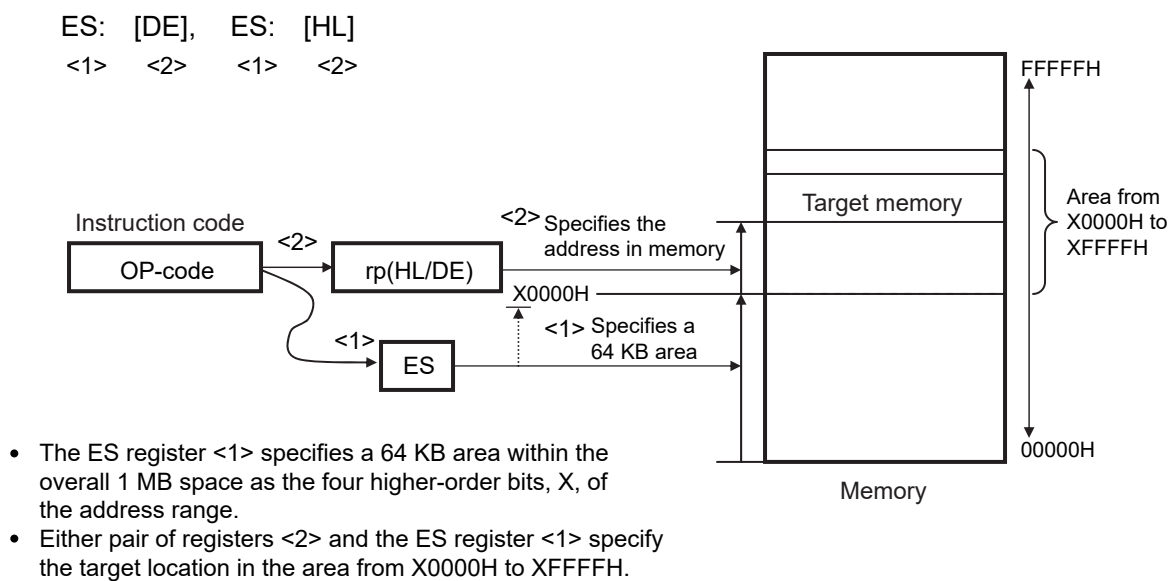 ES: [DE], ES: [HL]
<1> <2> <1> <2>
FFFFFH
Target memory
Area from
X0000H to
XFFFFH
Instruction code
OP-code
<2>
rp(HL/DE)
<2> Specifies the
address in memory
X0000H
<1>
ES
<1> Specifies a
64 KB area
00000H
Memory
• The ES register <1> specifies a 64 KB area within the
overall 1 MB space as the four higher-order bits, X, of
the address range.
• Either pair of registers <2> and the ES register <1> specify
the target location in the area from X0000H to XFFFFH.